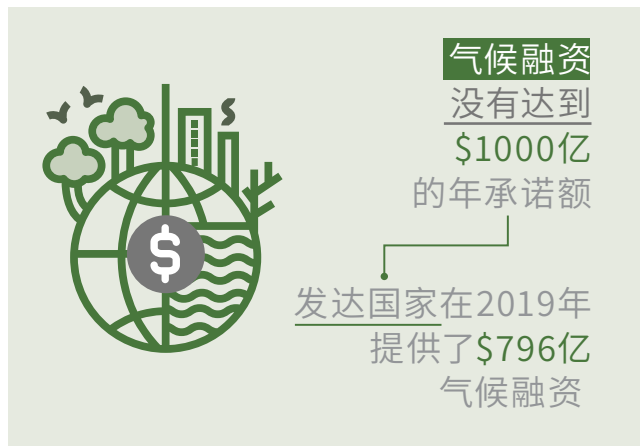 气候融资
没有达到
$1000亿
的年承诺额
$
发达国家在2019年
提供了$796亿
气候融资